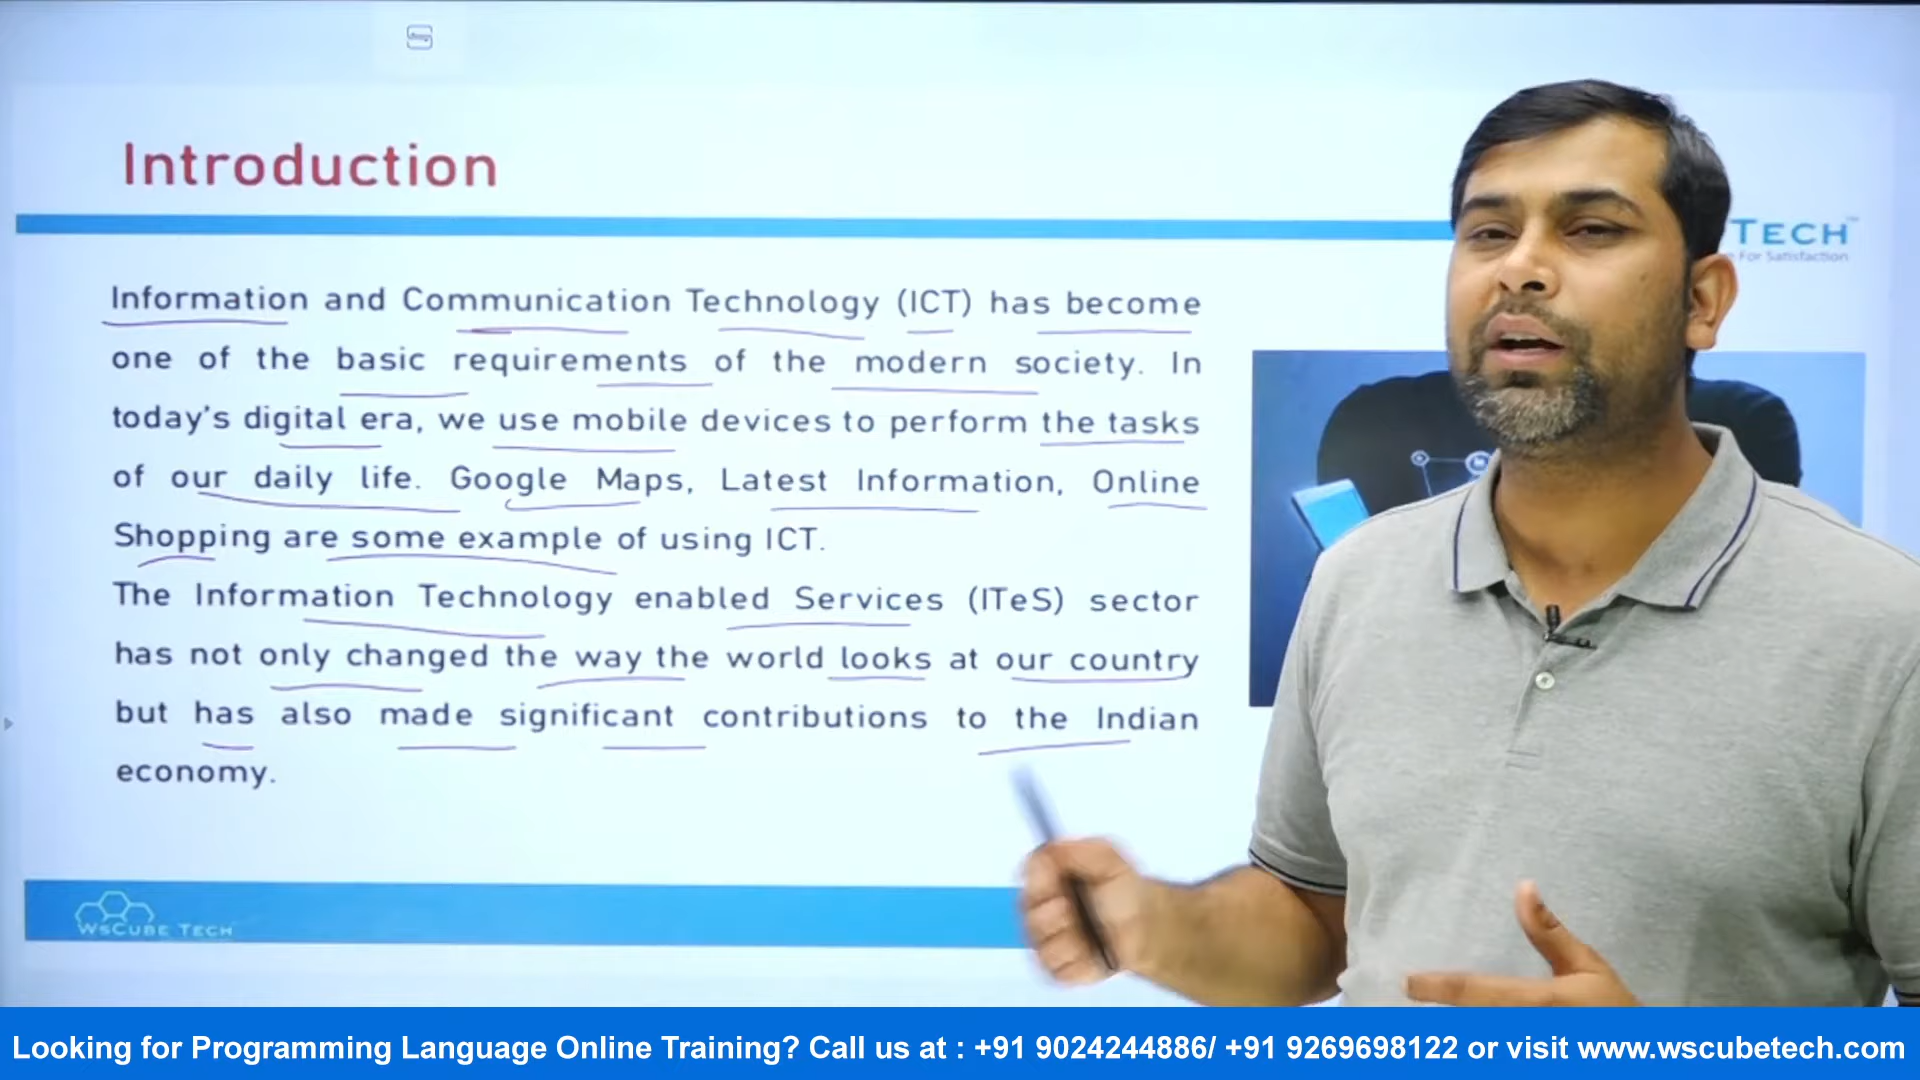 Introduction
TECH™
e For Satisfaction
Information and Communication Technology (ICT) has become
one of the basic requirements of the modern society. In
today's digital era, we use mobile devices to perform the tasks
of our daily life. Google Maps, Latest Information, Online
Shopping are some example of using ICT.
The Information Technology enabled Services (ITeS) sector
has not only changed the way the world looks at our country
but has also made significant contributions to the Indian
economy.
WSCUBE TECH
Looking for Programming Language Online Training? Call us at : +91 9024244886/ +91 9269698122 or visit www.wscubetech.com